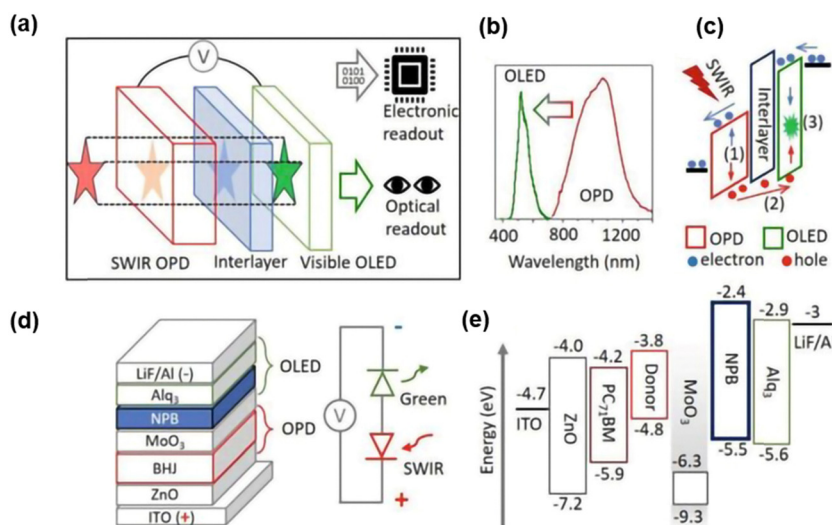 (a)
V
0101
0100
Electronic
readout
Optical
readout
SWIR OPD
Interlayer
Visible OLED
(b)
OLED
OPD
400
800
1200
Wavelength (nm)
(c)
SWIR
Interlayer
(1)
(2)
(3)
OPD
OLED
electron
hole
(d)
LiF/Al (-)
Alq3
NPB
MoO3
BHJ
ZnO
ITO (+)
OLED
OPD
V
-
Green
SWIR
+
(e)
Energy (eV)
-4.7
ITO
-4.0
ZnO
-7.2
-4.2
PC71BM
-5.9
-3.8
Donor
-4.8
MoO3
-6.3
-9.3
-2.4
NPB
-5.5
-2.9
Alq3
-5.6
-3
LiF/A